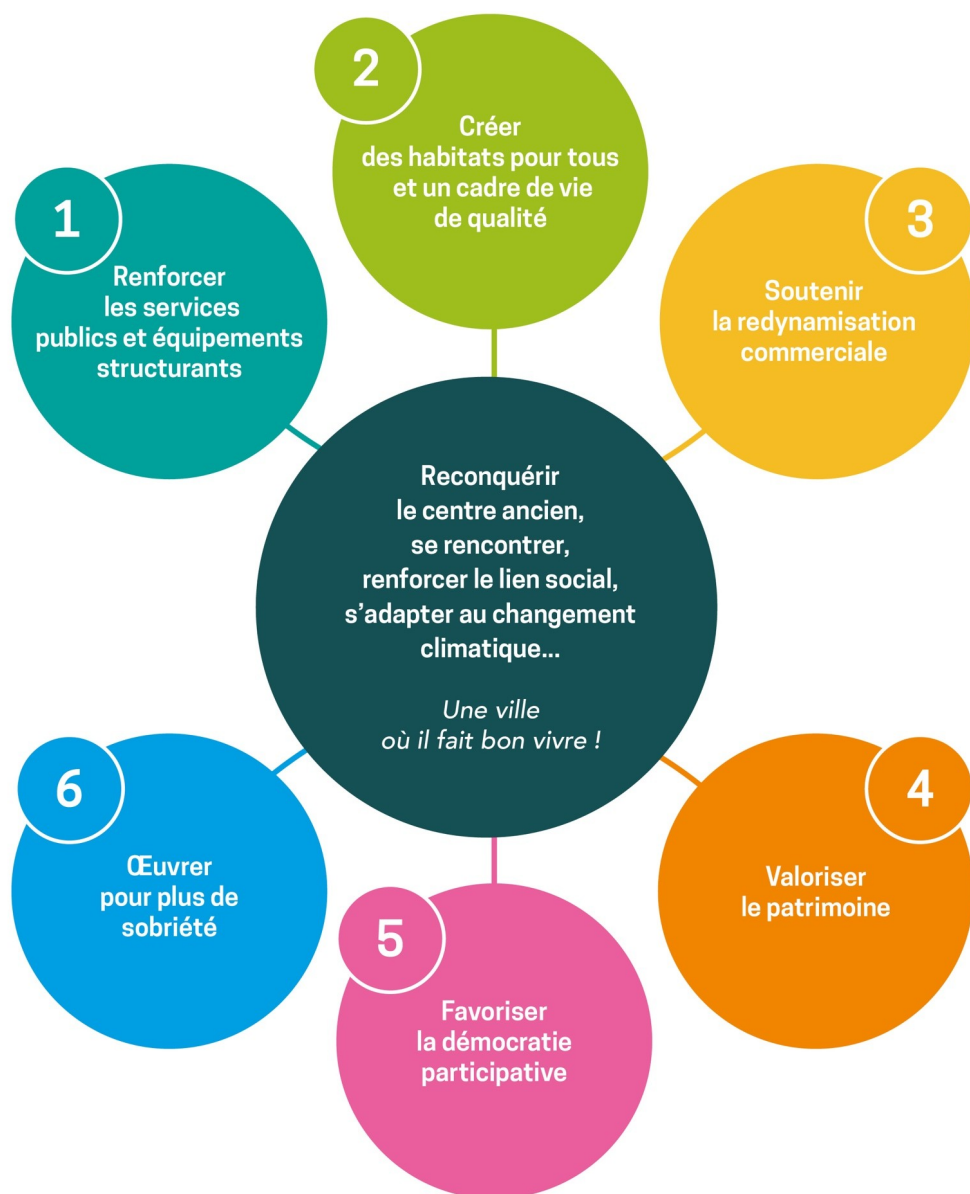 1
Renforcer
les services
publics et équipements
structurants
2
Créer
des habitats pour tous
et un cadre de vie
de qualité
3
Soutenir
la redynamisation
commerciale
Reconquérir
le centre ancien,
se rencontrer,
renforcer le lien social,
s'adapter au changement
climatique...
Une ville
où il fait bon vivre !
4
Valoriser
le patrimoine
5
Favoriser
la démocratie
participative
6
Œuvrer
pour plus de
sobriété